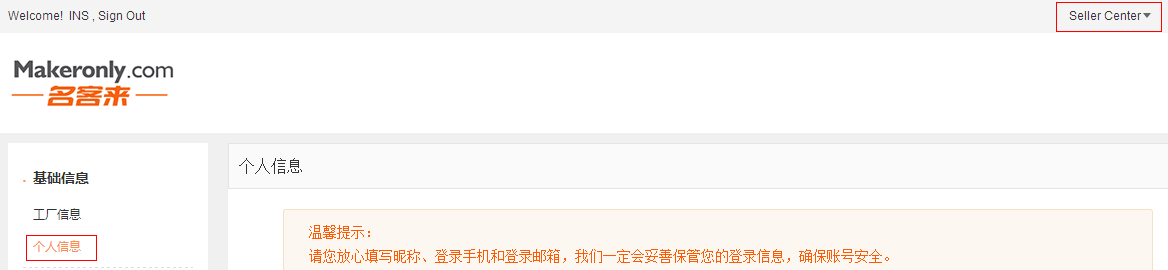 Welcome! INS , Sign Out
Seller Center
Makeronly.com
名客来
基础信息
工厂信息
个人信息
个人信息
温馨提示：
请您放心填写昵称、登录手机和登录邮箱，我们一定会妥善保管您的登录信息，确保账号安全。